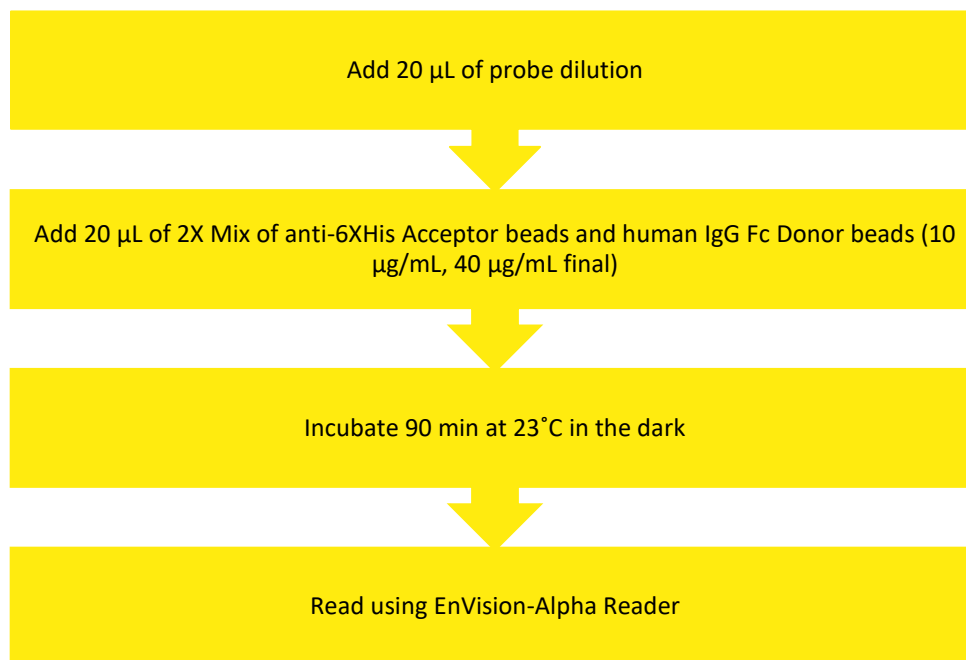 Add 20 µL of probe dilution
Add 20 µL of 2X Mix of anti-6XHis Acceptor beads and human IgG Fc Donor beads (10
µg/mL, 40 µg/mL final)
Incubate 90 min at 23˚C in the dark
Read using EnVision-Alpha Reader